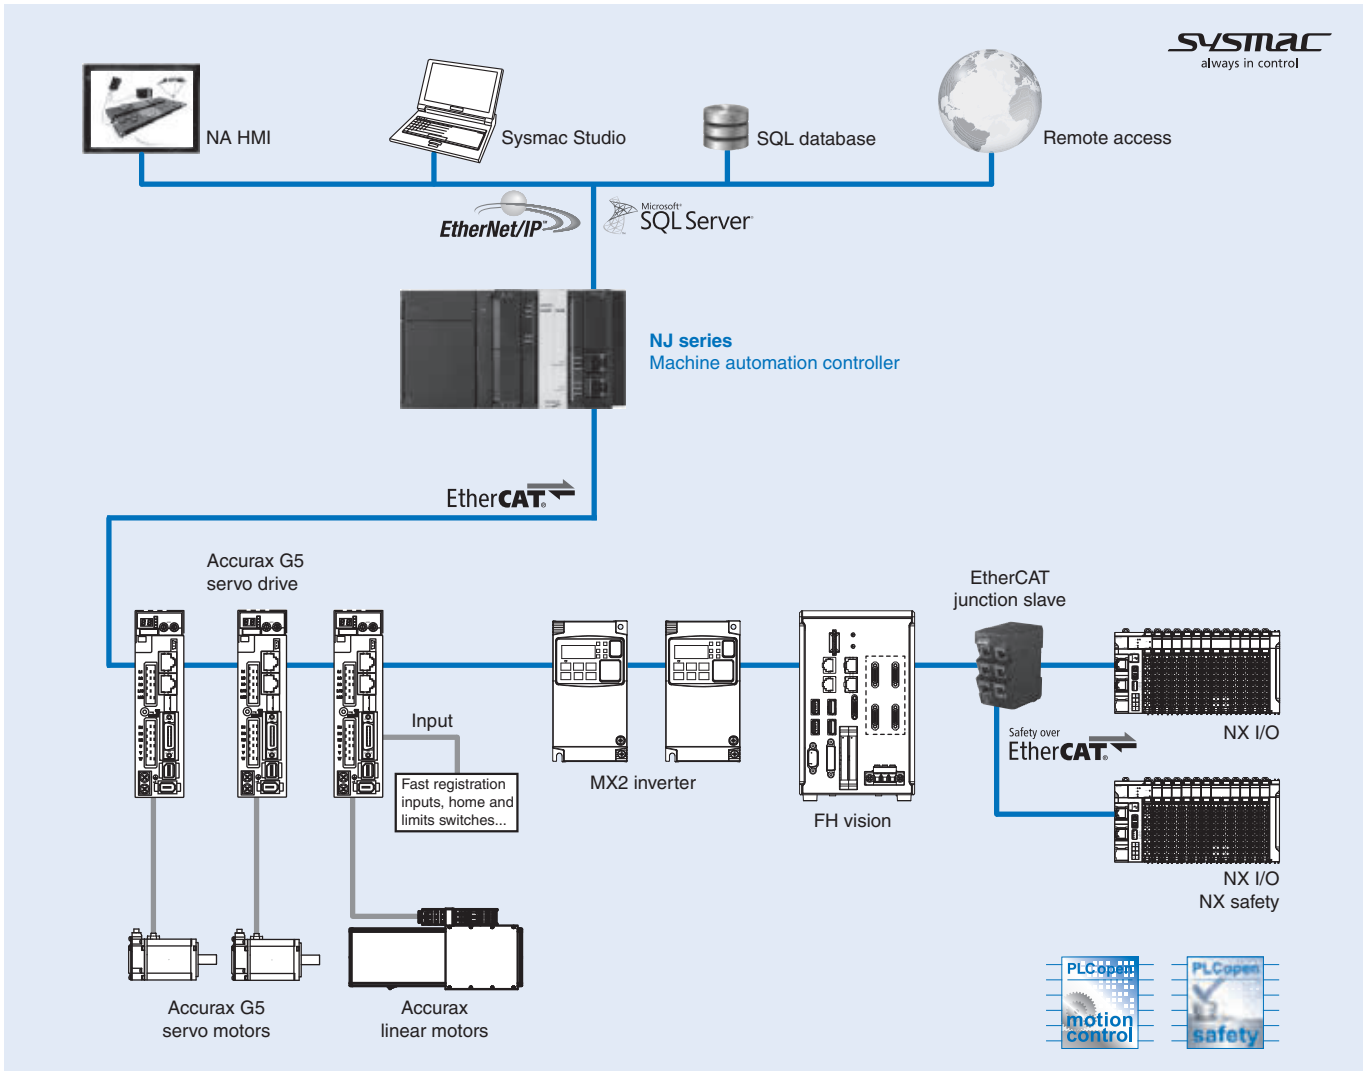 sysmac
always in control
NA HMI
Sysmac Studio
SQL database
Remote access
EtherNet/IP™
Microsoft®
SQL Server®
NJ series
Machine automation controller
EtherCAT®
Accurax G5
servo drive
EtherCAT
junction slave
Input
Fast registration
inputs, home and
limits switches...
MX2 inverter
FH vision
NX I/O
Safety over
EtherCAT®
NX I/O
NX safety
Accurax G5
servo motors
Accurax
linear motors
PLCopen
motion
control
PLCopen
safety